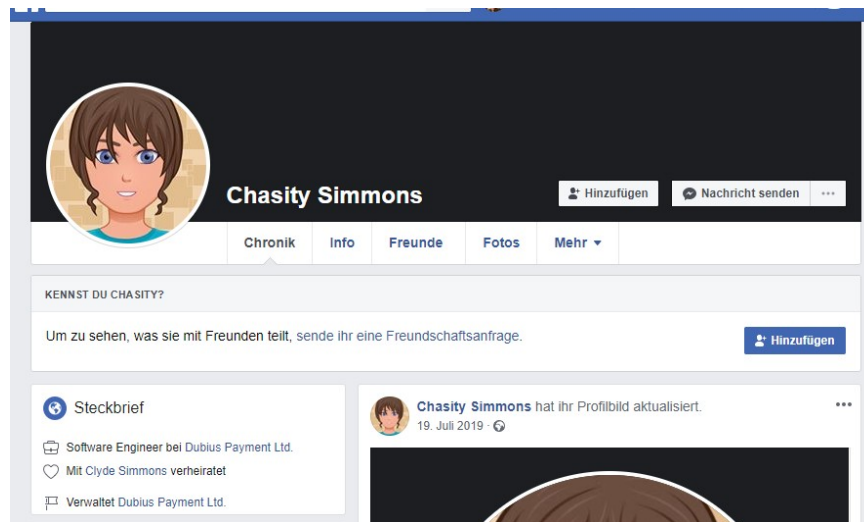 Chasity Simmons
Hinzufügen
Nachricht senden
Chronik Info Freunde Fotos Mehr
KENNST DU CHASITY?
Um zu sehen, was sie mit Freunden teilt, sende ihr eine Freundschaftsanfrage.
Hinzufügen
Steckbrief
Software Engineer bei Dubius Payment Ltd.
Mit Clyde Simmons verheiratet
Verwaltet Dubius Payment Ltd.
Chasity Simmons hat ihr Profilbild aktualisiert.
19. Juli 2019 ·